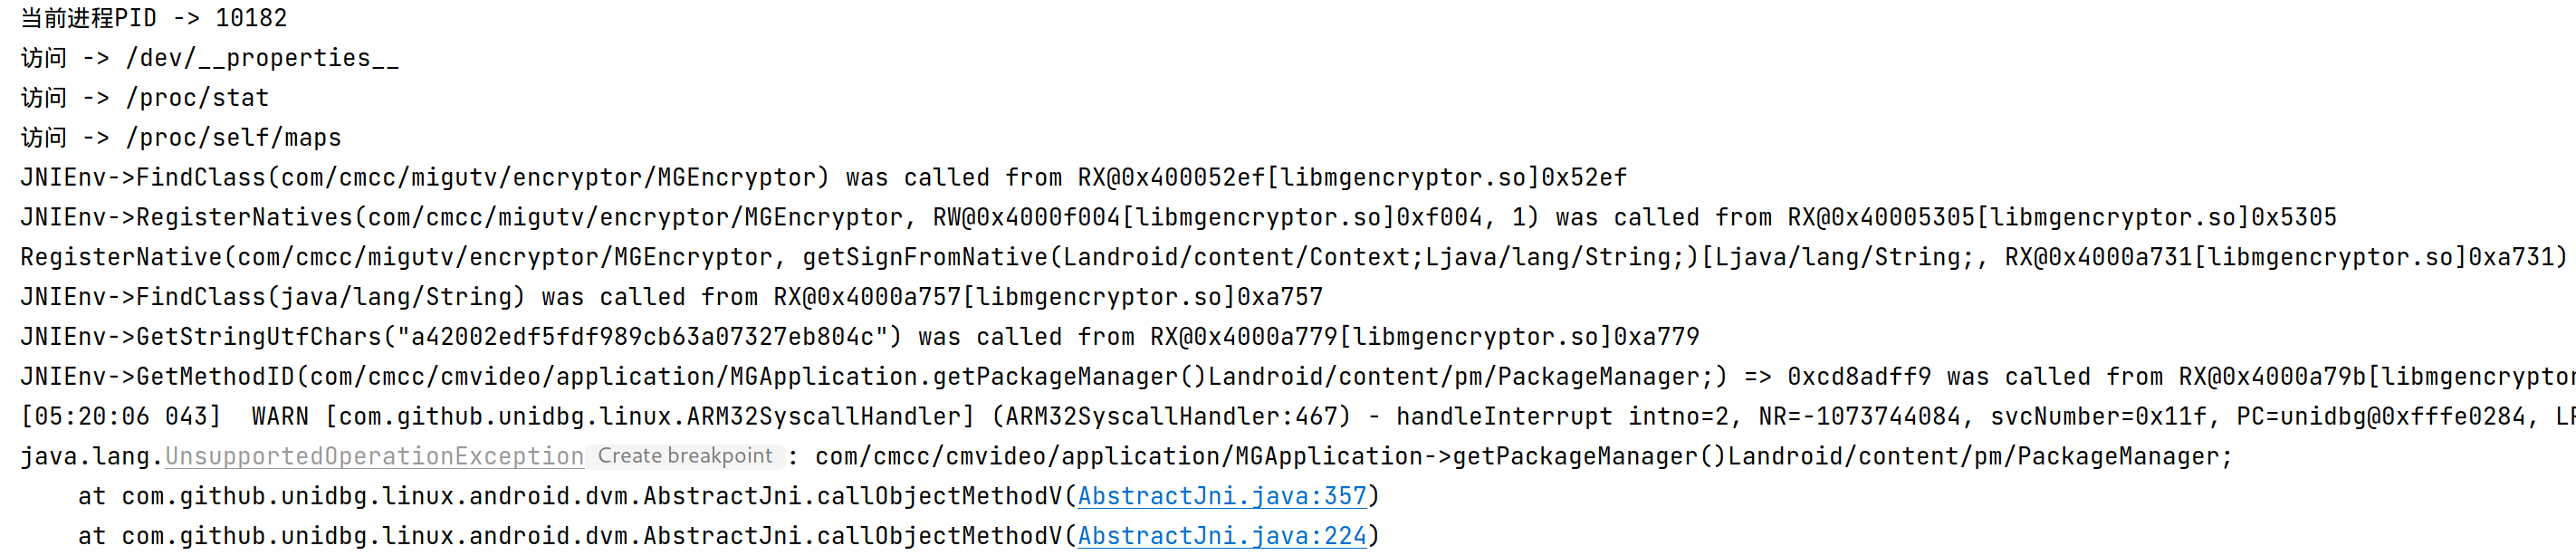 当前进程PID -> 10182
访问 -> /dev/__properties__
访问 -> /proc/stat
访问 -> /proc/self/maps
JNIEnv->FindClass(com/cmcc/migutv/encryptor/MGEncryptor) was called from RX@0x400052ef[libmgencryptor.so]0x52ef
JNIEnv->RegisterNatives(com/cmcc/migutv/encryptor/MGEncryptor, RW@0x4000f004[libmgencryptor.so]0xf004, 1) was called from RX@0x40005305[libmgencryptor.so]0x5305
RegisterNative(com/cmcc/migutv/encryptor/MGEncryptor, getSignFromNative(Landroid/content/Context;Ljava/lang/String;)[Ljava/lang/String;, RX@0x4000a731[libmgencryptor.so]0xa731)
JNIEnv->FindClass(java/lang/String) was called from RX@0x4000a757[libmgencryptor.so]0xa757
JNIEnv->GetStringUtfChars("a42002edf5fdf989cb63a07327eb804c") was called from RX@0x4000a779[libmgencryptor.so]0xa779
JNIEnv->GetMethodID(com/cmcc/cmvideo/application/MGApplication.getPackageManager()Landroid/content/pm/PackageManager;) => 0xcd8adff9 was called from RX@0x4000a79b[libmgencryptor
[05:20:06 043]  WARN [com.github.unidbg.linux.ARM32SyscallHandler] (ARM32SyscallHandler:467) - handleInterrupt intno=2, NR=-1073744084, svcNumber=0x11f, PC=unidbg@0xfffe0284, LR
java.lang.UnsupportedOperationException Create breakpoint : com/cmcc/cmvideo/application/MGApplication->getPackageManager()Landroid/content/pm/PackageManager;
    at com.github.unidbg.linux.android.dvm.AbstractJni.callObjectMethodV(AbstractJni.java:357)
    at com.github.unidbg.linux.android.dvm.AbstractJni.callObjectMethodV(AbstractJni.java:224)